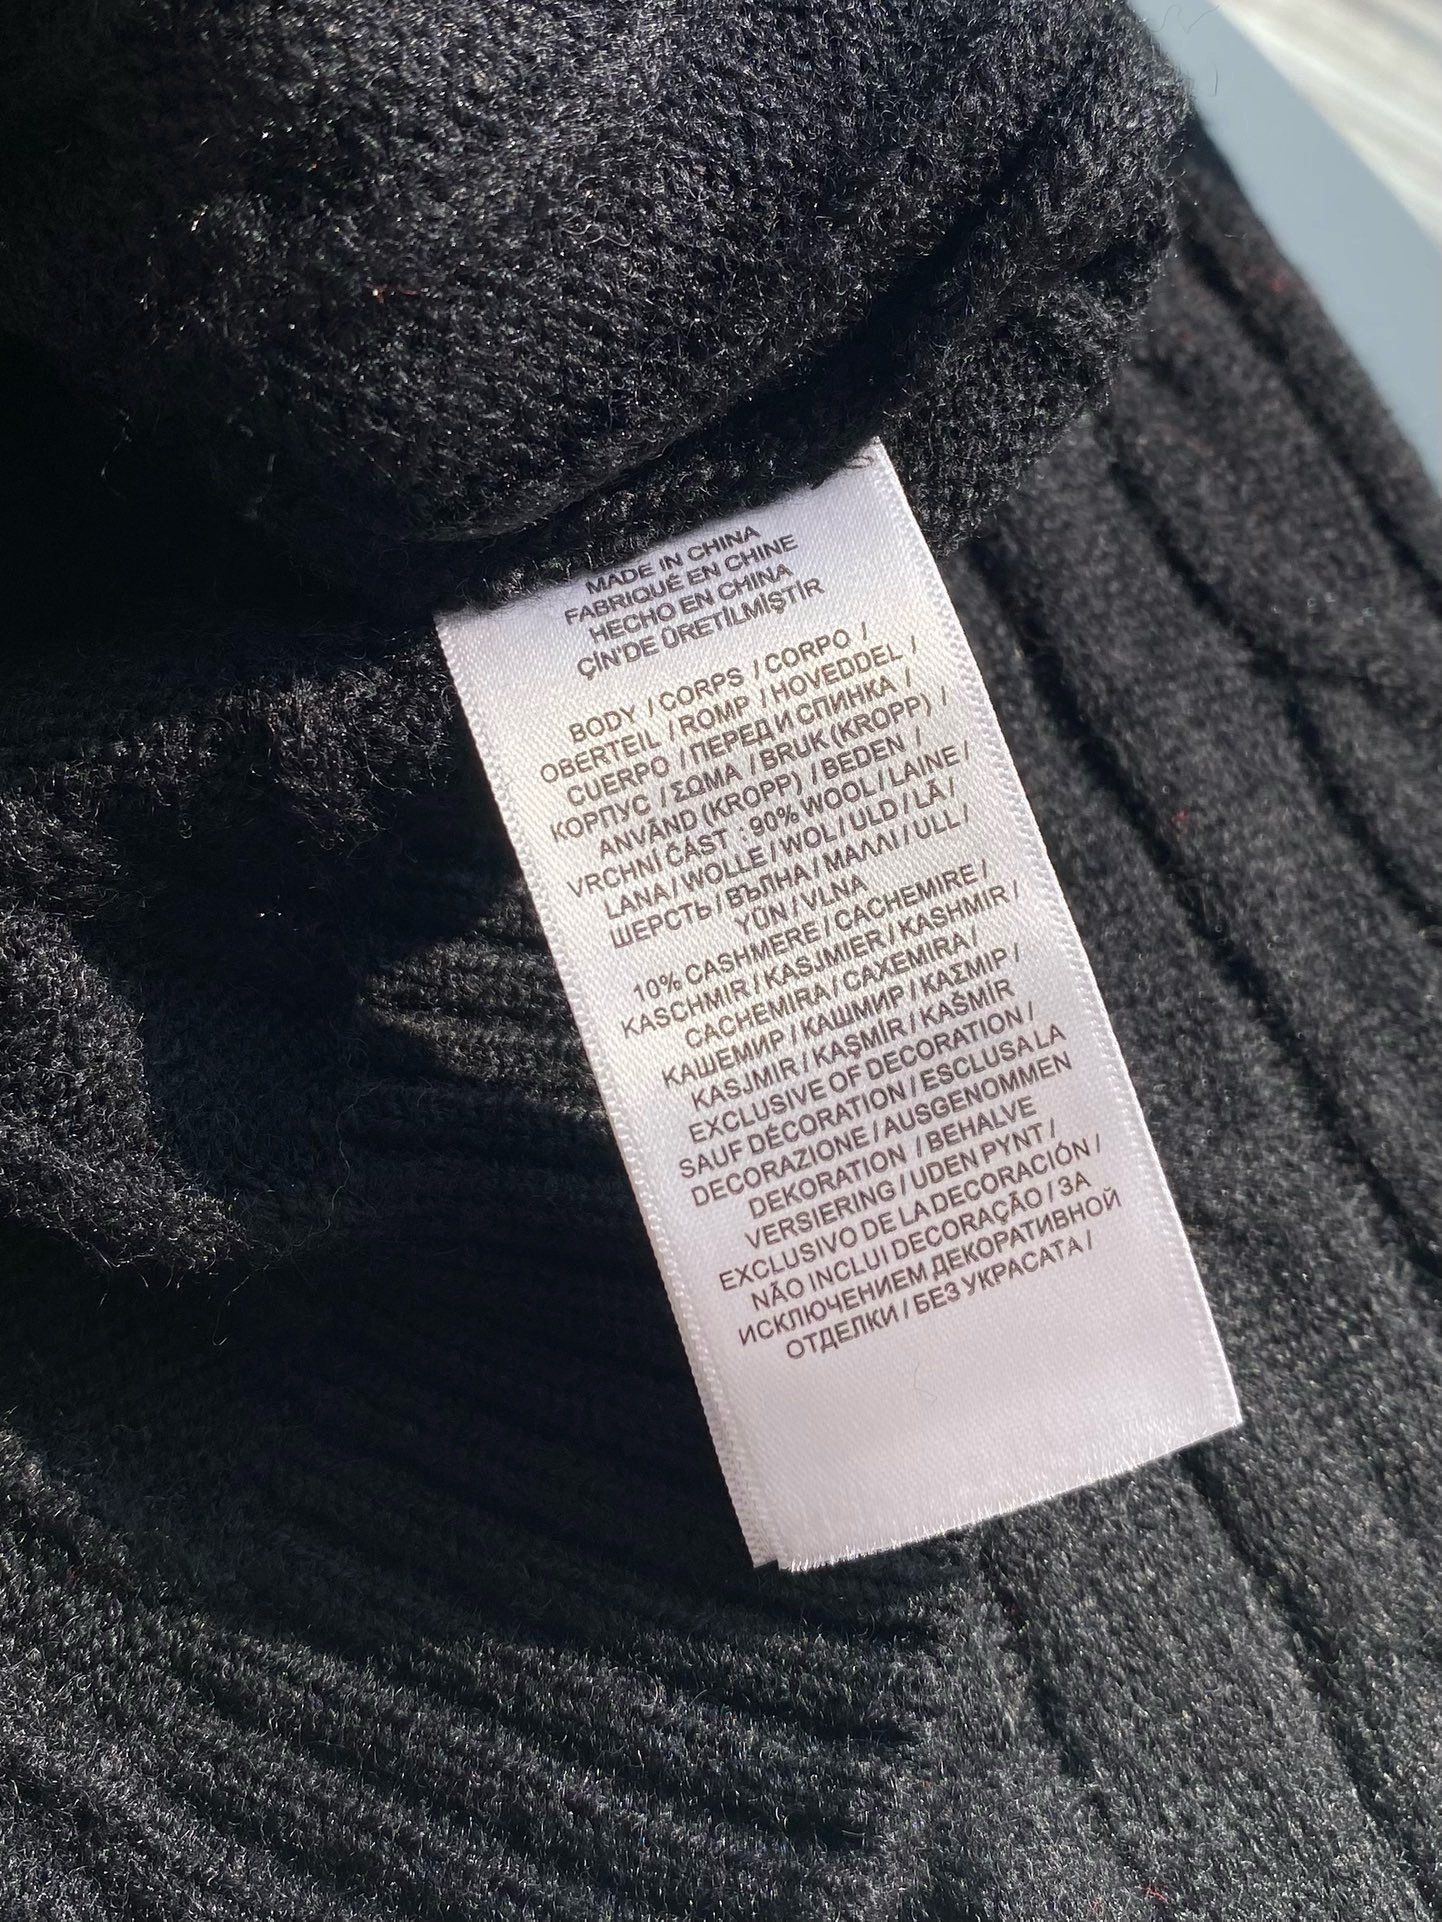 MADE IN CHINA
FABRIQUÉ EN CHINE
HECHO EN CHINA
ÇİN'DE ÜRETİLMİŞTİR
BODY / CORPS / CORPO /
OBERTEIL / ROMP / HOVEDDEL /
CUERPO / ПЕРЕД И СПИНКА /
КОРПУС / ΣΩΜΑ / BRUK (KROPP) /
ANVÄND (KROPP) / BEDEN /
VRCHNÍ ČÁST : 90% WOOL / LAINE /
LANA / WOLLE / WOL / ULD / LÃ /
ШЕРСТЬ / ВЪЛНА / ΜΑΛΛΙ / ULL /
YÜN / VLNA
10% CASHMERE / CACHEMIRE /
KASCHMIR / KASJMIER / KASHMIR /
CACHEMIRA / CAXEMIRA /
КАШЕМИР / КАШМИР / ΚΑΣΜΙΡ /
KASJMIR / KAŞMİR / KAŠMÍR
EXCLUSIVE OF DECORATION /
SAUF DÉCORATION / ESCLUSA LA
DECORAZIONE / AUSGENOMMEN
DEKORATION / BEHALVE
VERSIERING / UDEN PYNT /
EXCLUSIVO DE LA DECORACIÓN /
NÃO INCLUI DECORAÇÃO / ЗА
ИСКЛЮЧЕНИЕМ ДЕКОРАТИВНОЙ
ОТДЕЛКИ / БЕЗ УКРАСАТА /